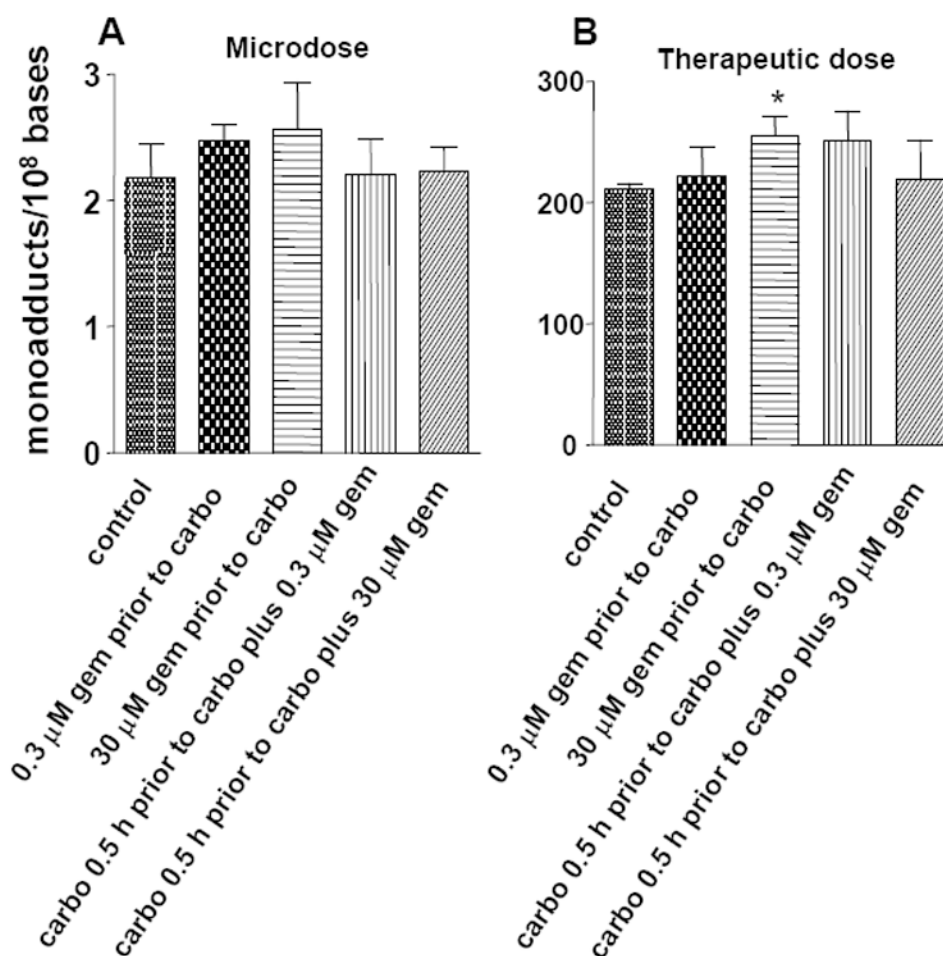 A
Microdose
monoadducts/10⁸ bases
3
2
1
0
control
0.3 μM gem prior to carbo
30 μM gem prior to carbo
carbo 0.5 h prior to carbo plus 0.3 μM gem
carbo 0.5 h prior to carbo plus 30 μM gem
B
Therapeutic dose
300
200
100
0
*
control
0.3 μM gem prior to carbo
30 μM gem prior to carbo
carbo 0.5 h prior to carbo plus 0.3 μM gem
carbo 0.5 h prior to carbo plus 30 μM gem